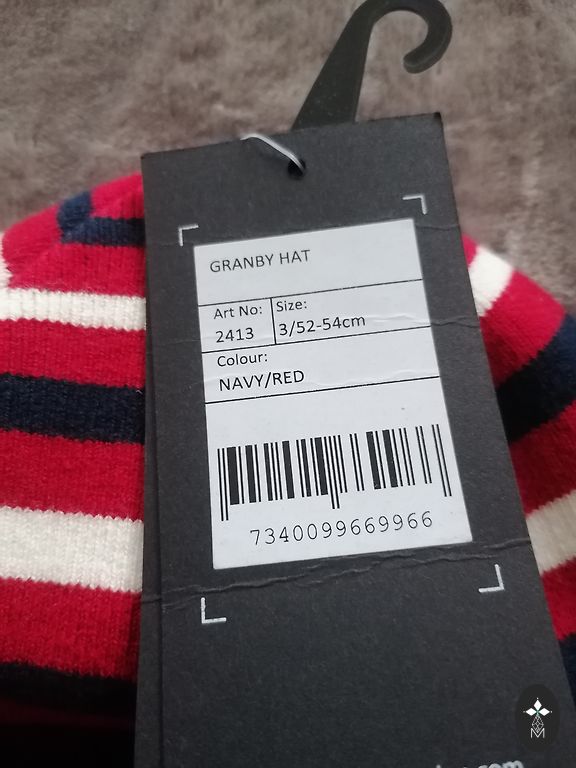 GRANBY HAT
Art No: Size:
2413 3/52-54cm
Colour:
NAVY/RED
7340099669966
M